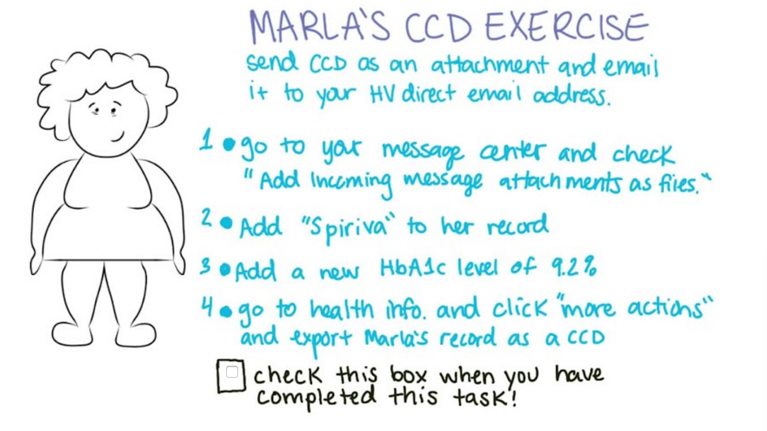 MARLA'S CCD EXERCISE
send CCD as an attachment and email
it to your HV direct email address.
1 • go to your message center and check
"Add Incoming message attachments as files."
2 • Add "Spiriva" to her record
3 • Add a new HbA1c level of 9.2%
4 • go to health info. and click "more actions"
and export Marla's record as a CCD
check this box when you have
completed this task!